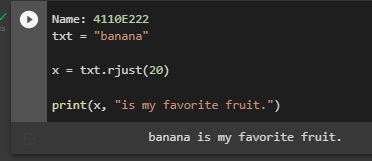 Name: 4110E222
txt = "banana"
x = txt.rjust(20)
print(x, "is my favorite fruit.")
banana is my favorite fruit.